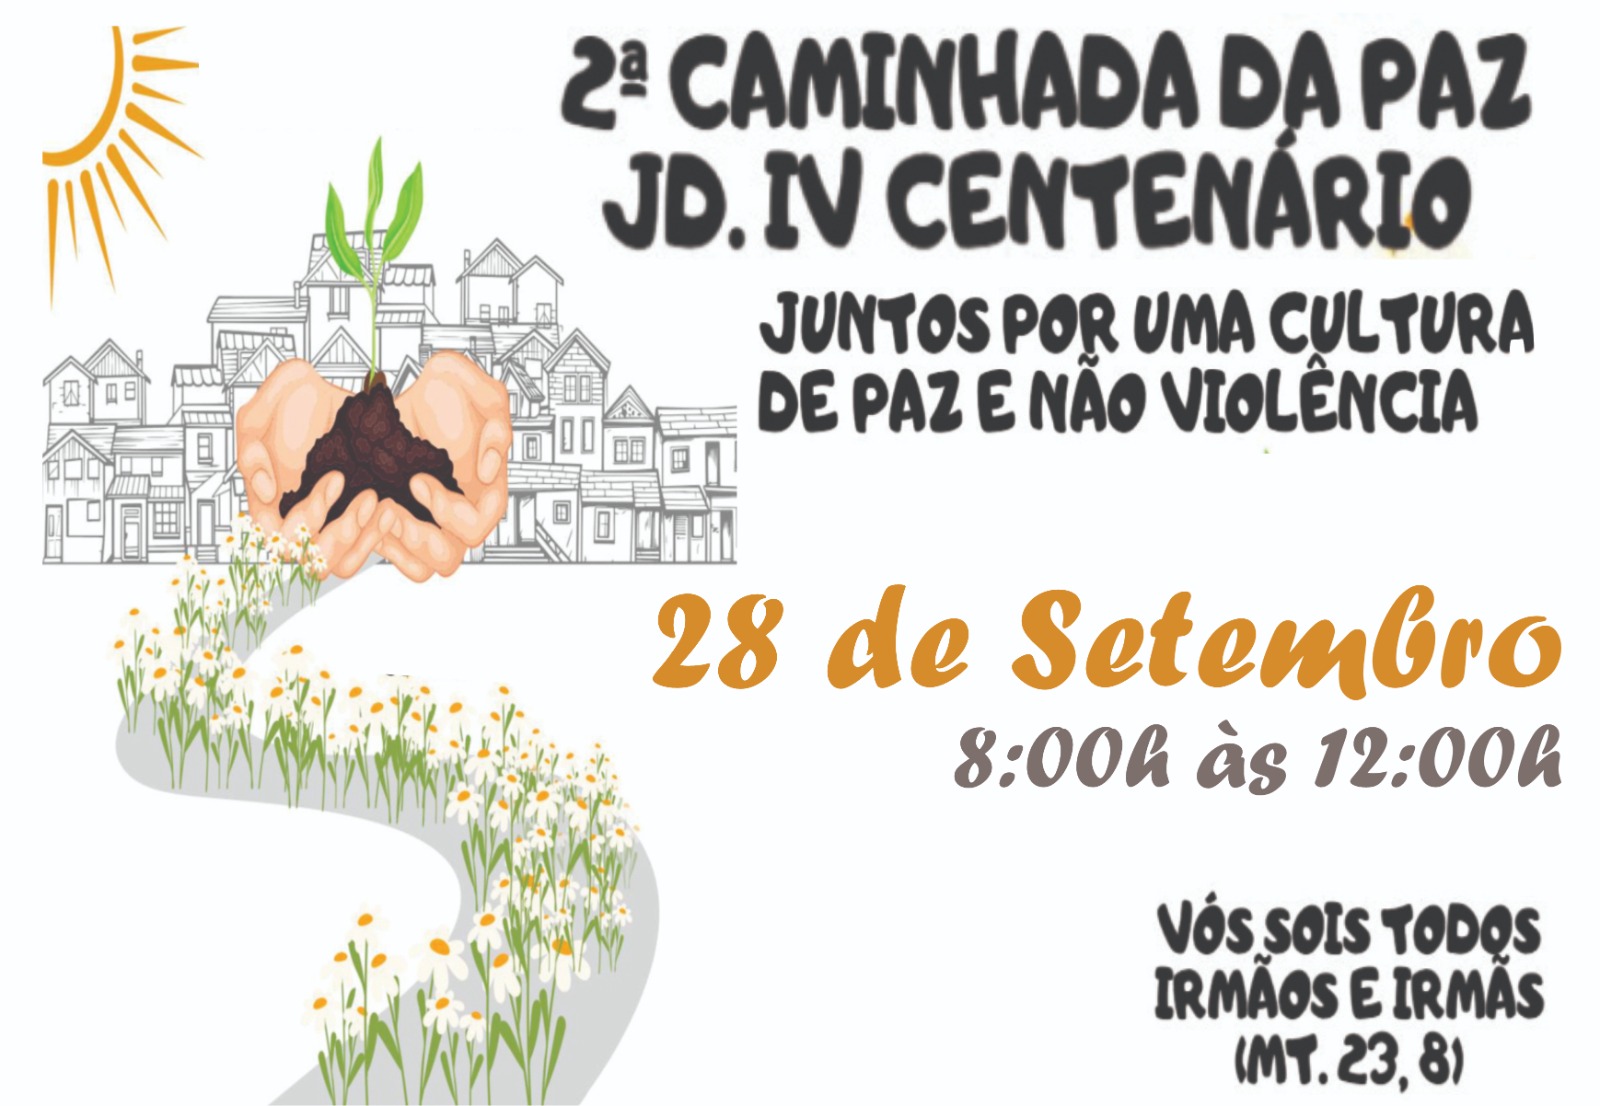 2ª CAMINHADA DA PAZ
JD. IV CENTENÁRIO
JUNTOS POR UMA CULTURA
DE PAZ E NÃO VIOLÊNCIA
28 de Setembro
8:00h às 12:00h
VÓS SOIS TODOS
IRMÃOS E IRMÃS
(MT. 23, 8)